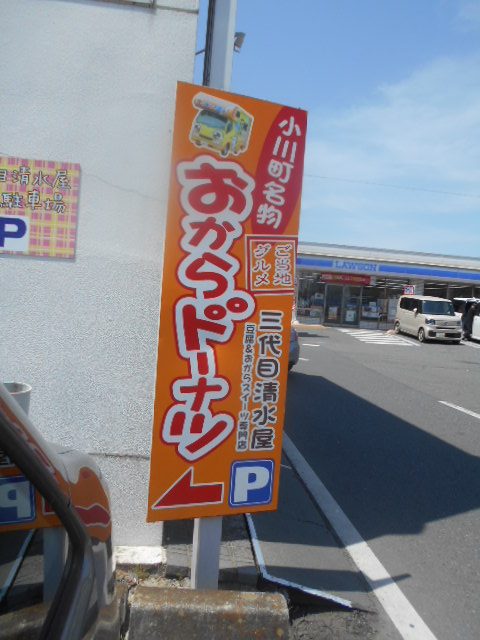 小川町名物
おからドーナツ
ご当地
グルメ
三代目清水屋
豆腐&おからスイーツ専門店
P
目清水屋
駐車場
P
LAWSON